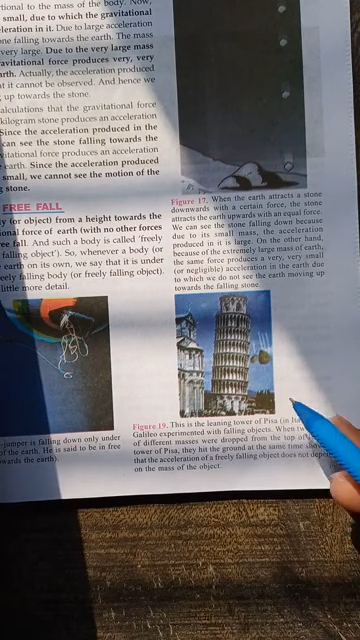 rtional to the mass of the body. Now,
small, due to which the gravitational
leration in it. Due to large acceleration
one falling towards the earth. The mass
very large. Due to the very large mass
avitational force produces very, very
arth. Actually, the acceleration produced
at it cannot be observed. And hence we
up towards the stone.
alculations that the gravitational force
kilogram stone produces an acceleration
Since the acceleration produced in the
can see the stone falling towards the
vitational force produces an acceleration
earth. Since the acceleration produced
small, we cannot see the motion of the
g stone.
FREE FALL
ly (or object) from a height towards the
ional force of earth (with no other forces
ree fall. And such a body is called 'freely
falling object'). So, whenever a body (or
earth on its own, we say that it is under
eely falling body (or freely falling object).
little more detail.
-jumper is falling down only under
of the earth. He is said to be in free
wards the earth).
Figure 17. When the earth attracts a stone
downwards with a certain force, the stone
attracts the earth upwards with an equal force.
We can see the stone falling down because
due to its small mass, the acceleration
produced in it is large. On the other hand,
because of the extremely large mass of earth,
the same force produces a very, very small
(or negligible) acceleration in the earth due
to which we do not see the earth moving up
towards the falling stone.
Figure 19. This is the leaning tower of Pisa (in
Galileo experimented with falling objects. When
of different masses were dropped from the top of
tower of Pisa, they hit the ground at the same time
that the acceleration of a freely falling object does not
on the mass of the object.